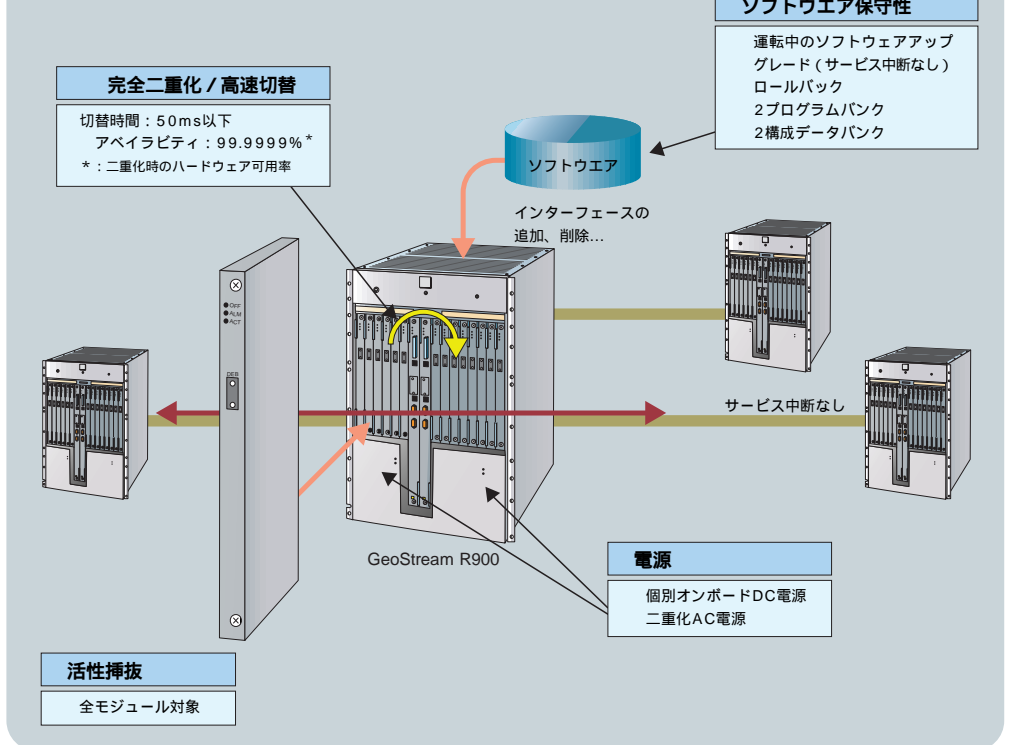 ソフトウエア保守性
運転中のソフトウェアアップ
グレード（サービス中断なし）
ロールバック
2プログラムバンク
2構成データバンク
完全二重化 / 高速切替
切替時間：50ms以下
アベイラビティ：99.9999%*
*：二重化時のハードウェア可用率
ソフトウエア
インターフェースの
追加、削除...
OFF
ALM
ACT
DEB
サービス中断なし
GeoStream R900
電源
個別オンボードDC電源
二重化AC電源
活性挿抜
全モジュール対象